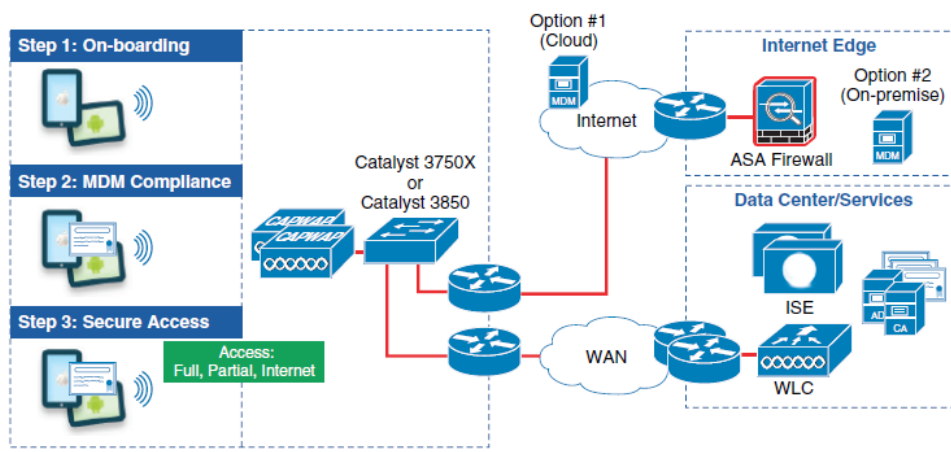 Step 1: On-boarding
Step 2: MDM Compliance
Step 3: Secure Access
Access:
Full, Partial, Internet
CAPWAP
CAPWAP
Catalyst 3750X
or
Catalyst 3850
Option #1
(Cloud)
MDM
Internet
WAN
Internet Edge
ASA Firewall
Option #2
(On-premise)
MDM
Data Center/Services
ISE
AD
CA
WLC